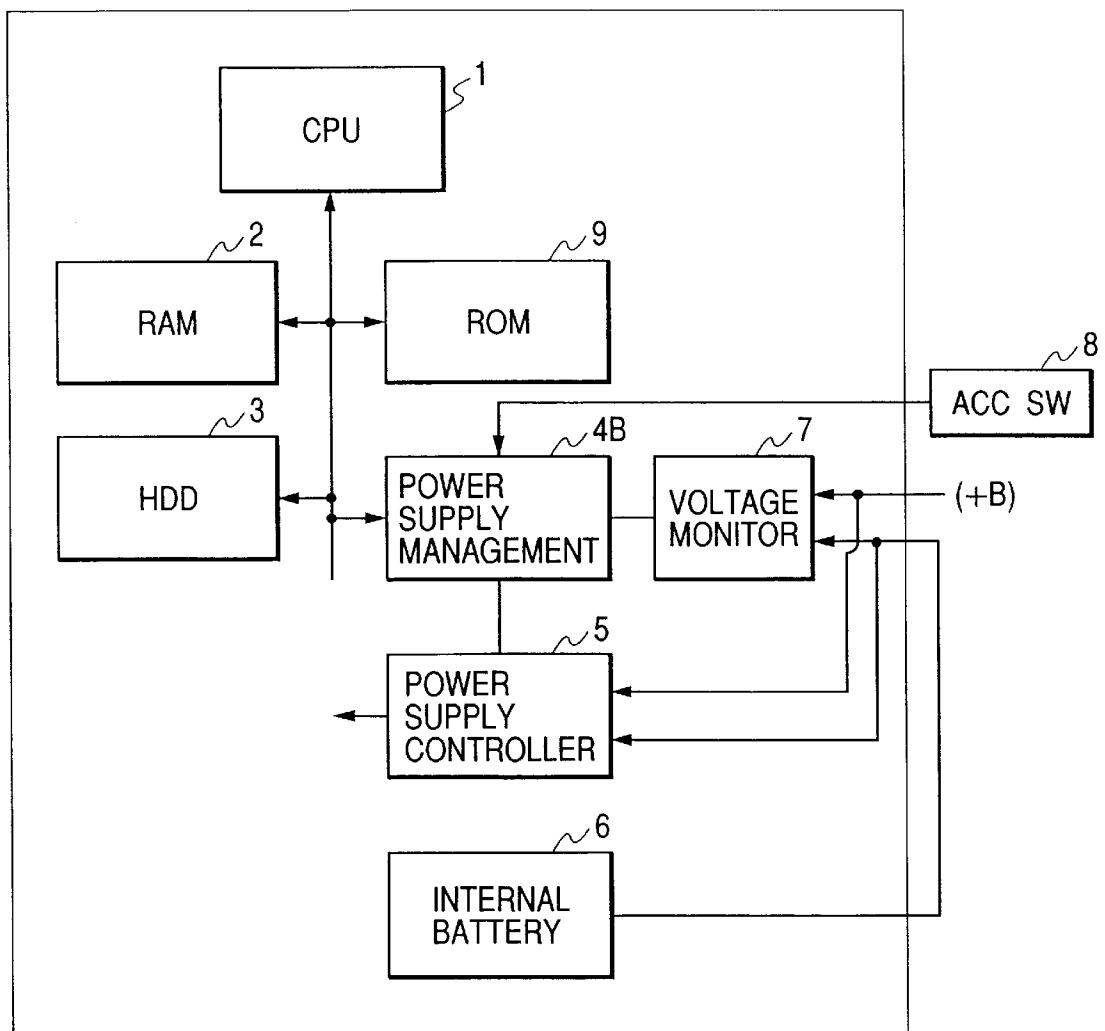 1
CPU
2
RAM
9
ROM
8
ACC SW
3
HDD
4B
POWER
SUPPLY
MANAGEMENT
7
VOLTAGE
MONITOR
(+B)
5
POWER
SUPPLY
CONTROLLER
6
INTERNAL
BATTERY